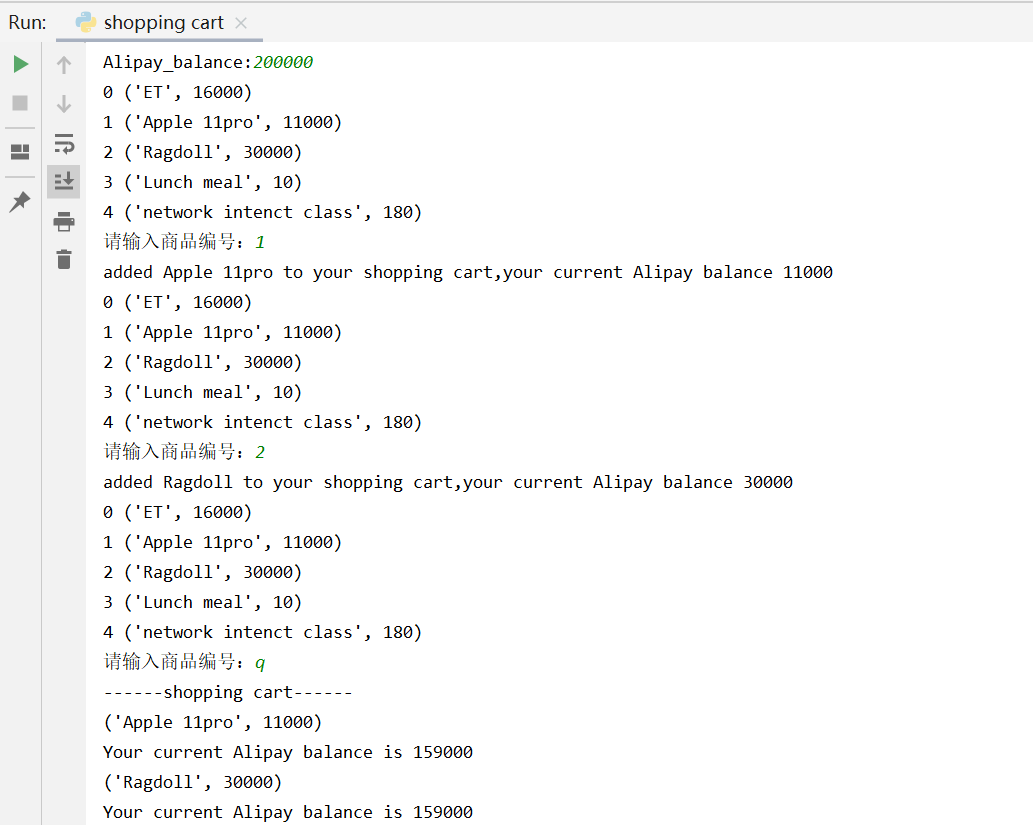 Run: shopping cart
Alipay_balance:200000
0 ('ET', 16000)
1 ('Apple 11pro', 11000)
2 ('Ragdoll', 30000)
3 ('Lunch meal', 10)
4 ('network intenct class', 180)
请输入商品编号：1
added Apple 11pro to your shopping cart,your current Alipay balance 11000
0 ('ET', 16000)
1 ('Apple 11pro', 11000)
2 ('Ragdoll', 30000)
3 ('Lunch meal', 10)
4 ('network intenct class', 180)
请输入商品编号：2
added Ragdoll to your shopping cart,your current Alipay balance 30000
0 ('ET', 16000)
1 ('Apple 11pro', 11000)
2 ('Ragdoll', 30000)
3 ('Lunch meal', 10)
4 ('network intenct class', 180)
请输入商品编号：q
------shopping cart------
('Apple 11pro', 11000)
Your current Alipay balance is 159000
('Ragdoll', 30000)
Your current Alipay balance is 159000